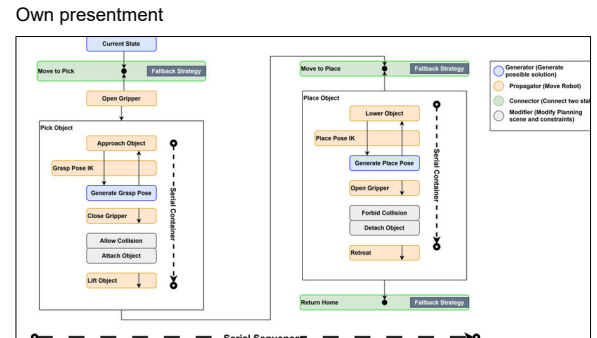 Own presentment
Current State
Move to Pick
Fallback Strategy
Open Gripper
Pick Object
Approach Object
Grasp Pose IK
Generate Grasp Pose
Close Gripper
Allow Collision
Attach Object
Lift Object
Serial Container
Move to Place
Fallback Strategy
Place Object
Lower Object
Place Pose IK
Generate Place Pose
Open Gripper
Forbid Collision
Detach Object
Retreat
Serial Container
Return Home
Fallback Strategy
Generator (Generate
possible solution)
Propagator (Move Robot)
Connector (Connect two stat
Modifier (Modify Planning
scene and constraints)
Serial Sequence